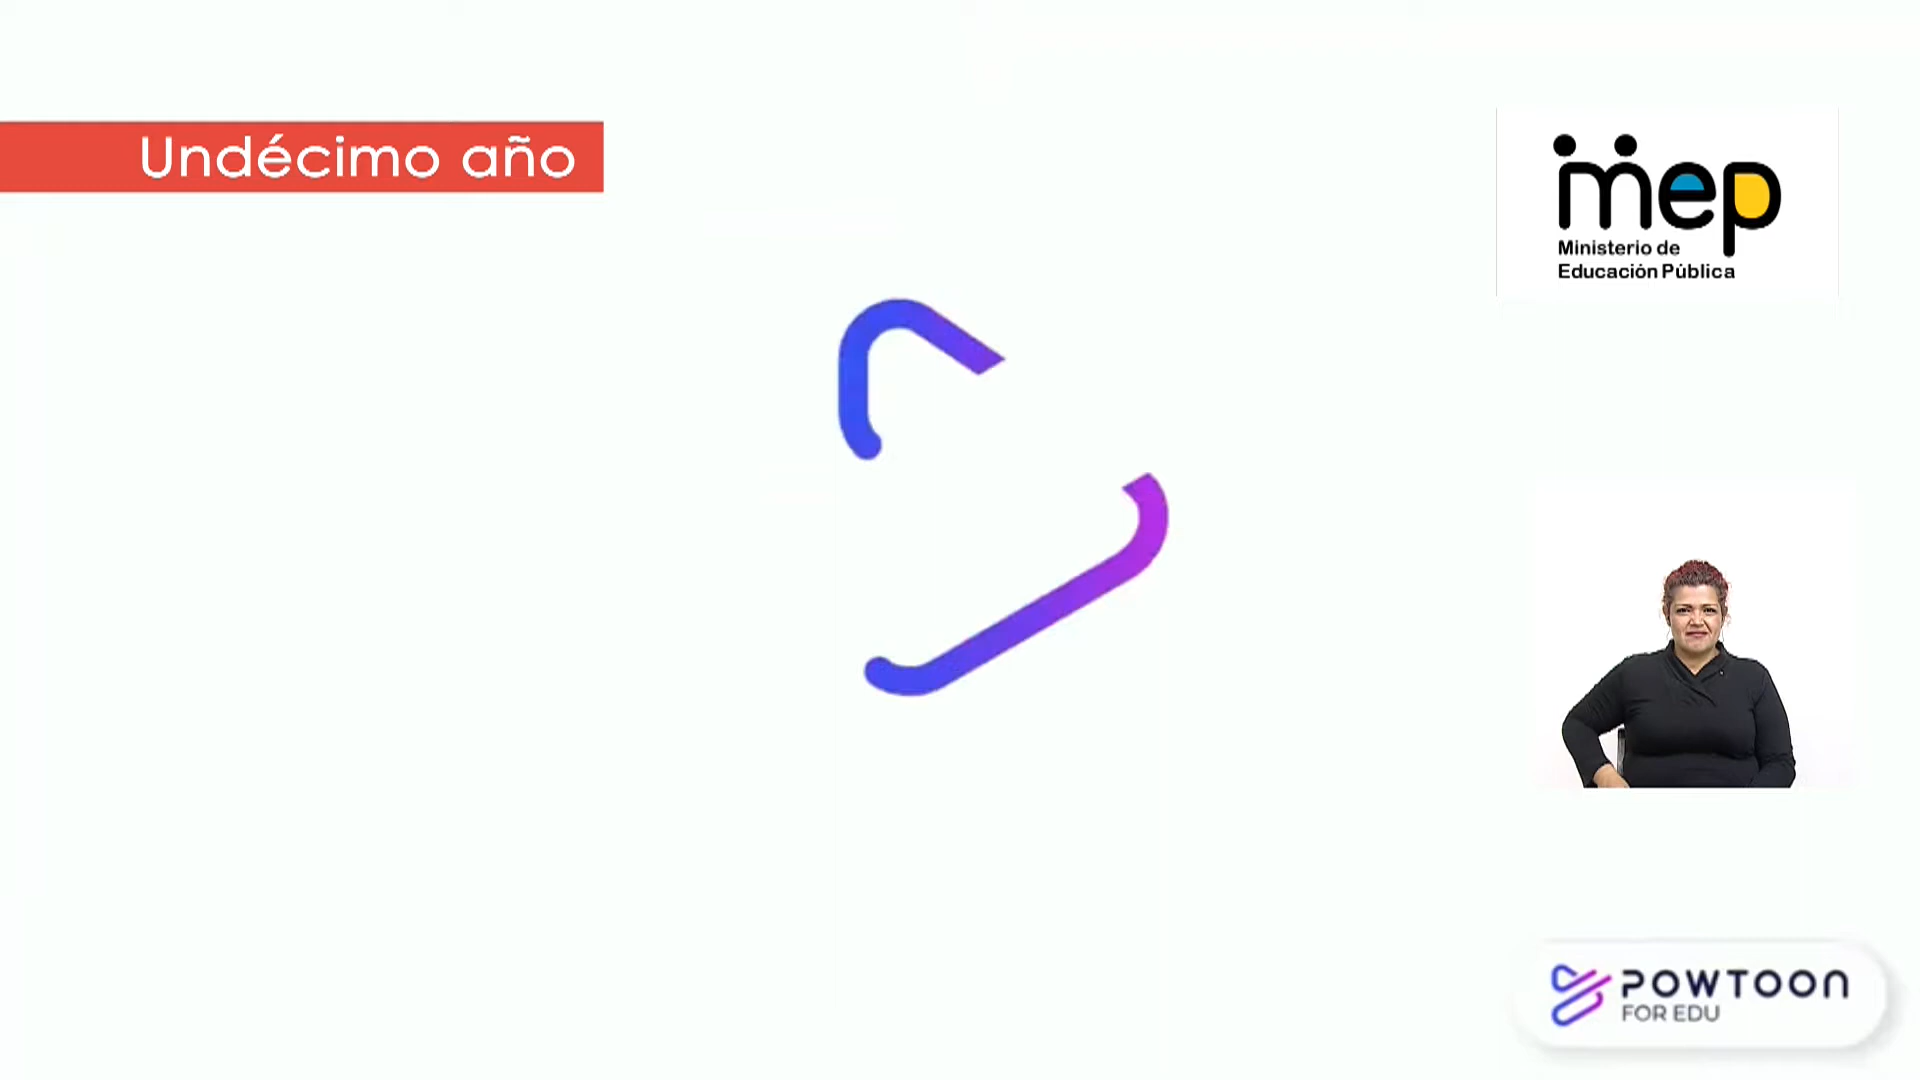 Undécimo año
mep
Ministerio de
Educación Pública
POWTOON
FOR EDU